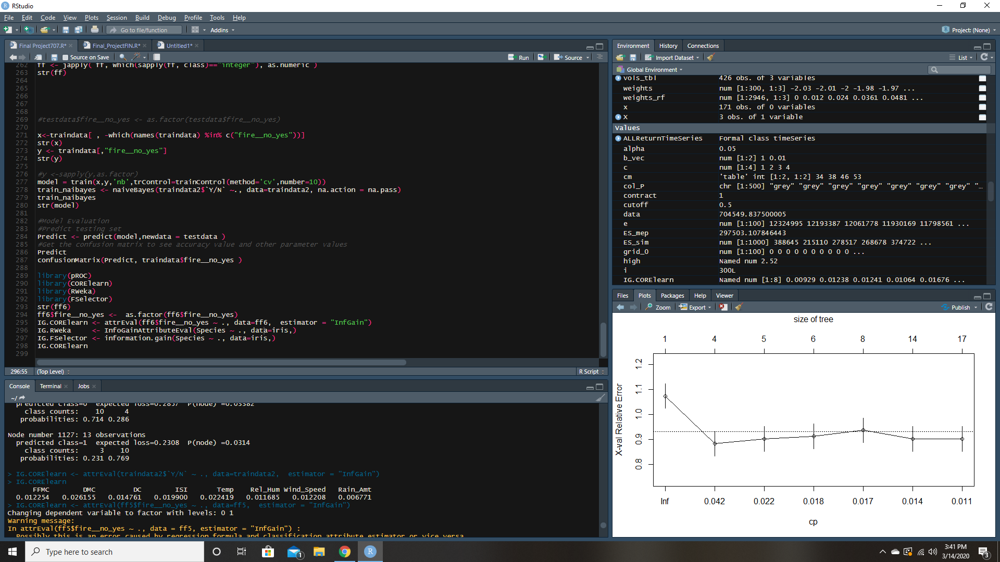 RStudio
File Edit Code View Plots Session Build Debug Profile Tools Help
Go to file/function Addins Project: (None)
Final Project707.R* Final_ProjectFIN.R* Untitled1*
Source on Save Run Source
262 ff <- japply( ff, which(sapply(ff, class)=="integer"), as.numeric )
263 str(ff)
264
265
266
267
268
269 #testdata$fire__no_yes <- as.factor(testdata$fire__no_yes)
270
271 x<-traindata[ , -which(names(traindata) %in% c("fire__no_yes"))]
272 str(x)
273 y <- traindata[,"fire__no_yes"]
274 str(y)
275
276 #y <-sapply(y,as.factor)
277 model = train(x,y,'nb',trControl=trainControl(method='cv',number=10))
278 train_naibayes <- naiveBayes(traindata2$`Y/N` ~., data=traindata2, na.action = na.pass)
279 train_naibayes
280 str(model)
281
282 #Model Evaluation
283 #Predict testing set
284 Predict <- predict(model,newdata = testdata )
285 #Get the confusion matrix to see accuracy value and other parameter values
286 Predict
287 confusionMatrix(Predict, traindata$fire__no_yes )
288
289 library(pROC)
290 library(CORElearn)
291 library(RWeka)
292 library(FSelector)
293 str(ff6)
294 ff6$fire__no_yes <-  as.factor(ff6$fire__no_yes)
295 IG.CORElearn <- attrEval(ff6$fire__no_yes ~ ., data=ff6,  estimator = "InfGain")
296 IG.RWeka     <- InfoGainAttributeEval(Species ~ ., data=iris,)
297 IG.FSelector <- information.gain(Species ~ ., data=iris,)
298 IG.CORElearn
299
296:55 (Top Level) R Script
Console Terminal Jobs
~/
predicted class=0  expected loss=0.2857  P(node) =0.03382
class counts:    10     4
probabilities: 0.714 0.286
Node number 1127: 13 observations
predicted class=1  expected loss=0.2308  P(node) =0.0314
class counts:     3    10
probabilities: 0.231 0.769
> IG.CORElearn <- attrEval(traindata2$`Y/N` ~ ., data=traindata2,  estimator = "InfGain")
> IG.CORElearn
FFMC DMC DC ISI Temp Rel_Hum Wind_Speed Rain_Amt
0.012254 0.026155 0.014761 0.019900 0.022419 0.011685 0.012208 0.006771
> IG.CORElearn <- attrEval(ff5$fire__no_yes ~ ., data=ff5,  estimator = "InfGain")
Changing dependent variable to factor with levels: 0 1
Warning message:
In attrEval(ff5$fire__no_yes ~ ., data = ff5, estimator = "InfGain") :
Possibly this is an error caused by regression formula and classification attribute estimator or vice versa
Environment History Connections
Import Dataset List
Global Environment
vols_tbl 426 obs. of 3 variables
weights num [1:300, 1:3] -2.03 -2.01 -2 -1.98 -1.97 ...
weights_rf num [1:2946, 1:3] 0 0.012 0.024 0.0361 0.0481 ...
x 171 obs. of 0 variables
X 3 obs. of 1 variable
Values
ALLReturnTimeSeries Formal class timeSeries
alpha 0.05
b_vec num [1:2] 1 0.01
c num [1:4] 1 2 3 4
cm 'table' int [1:2, 1:2] 34 38 46 53
col_P chr [1:500] "grey" "grey" "grey" "grey" "grey" "grey" "grey" "…
contract 1
cutoff 0.5
data 704549.837500005
e num [1:100] 12324995 12193387 12061778 11930169 11798561 ...
ES_mep 297503.107846443
ES_sim num [1:1000] 388645 215110 278517 268678 374722 ...
grid_0 num [1:100] 0 0 0 0 0 0 0 0 0 0 ...
high Named num 2.52
i 300L
IG.CORElearn Named num [1:8] 0.00929 0.01238 0.01241 0.01064 0.01676 ...
Files Plots Packages Help Viewer
Zoom Export Publish
size of tree
1 4 5 6 8 14 17
X-val Relative Error
1.2
1.1
1.0
0.9
0.8
Inf 0.042 0.022 0.018 0.017 0.014 0.011
cp
Type here to search
1
R
3:41 PM
3/14/2020
3